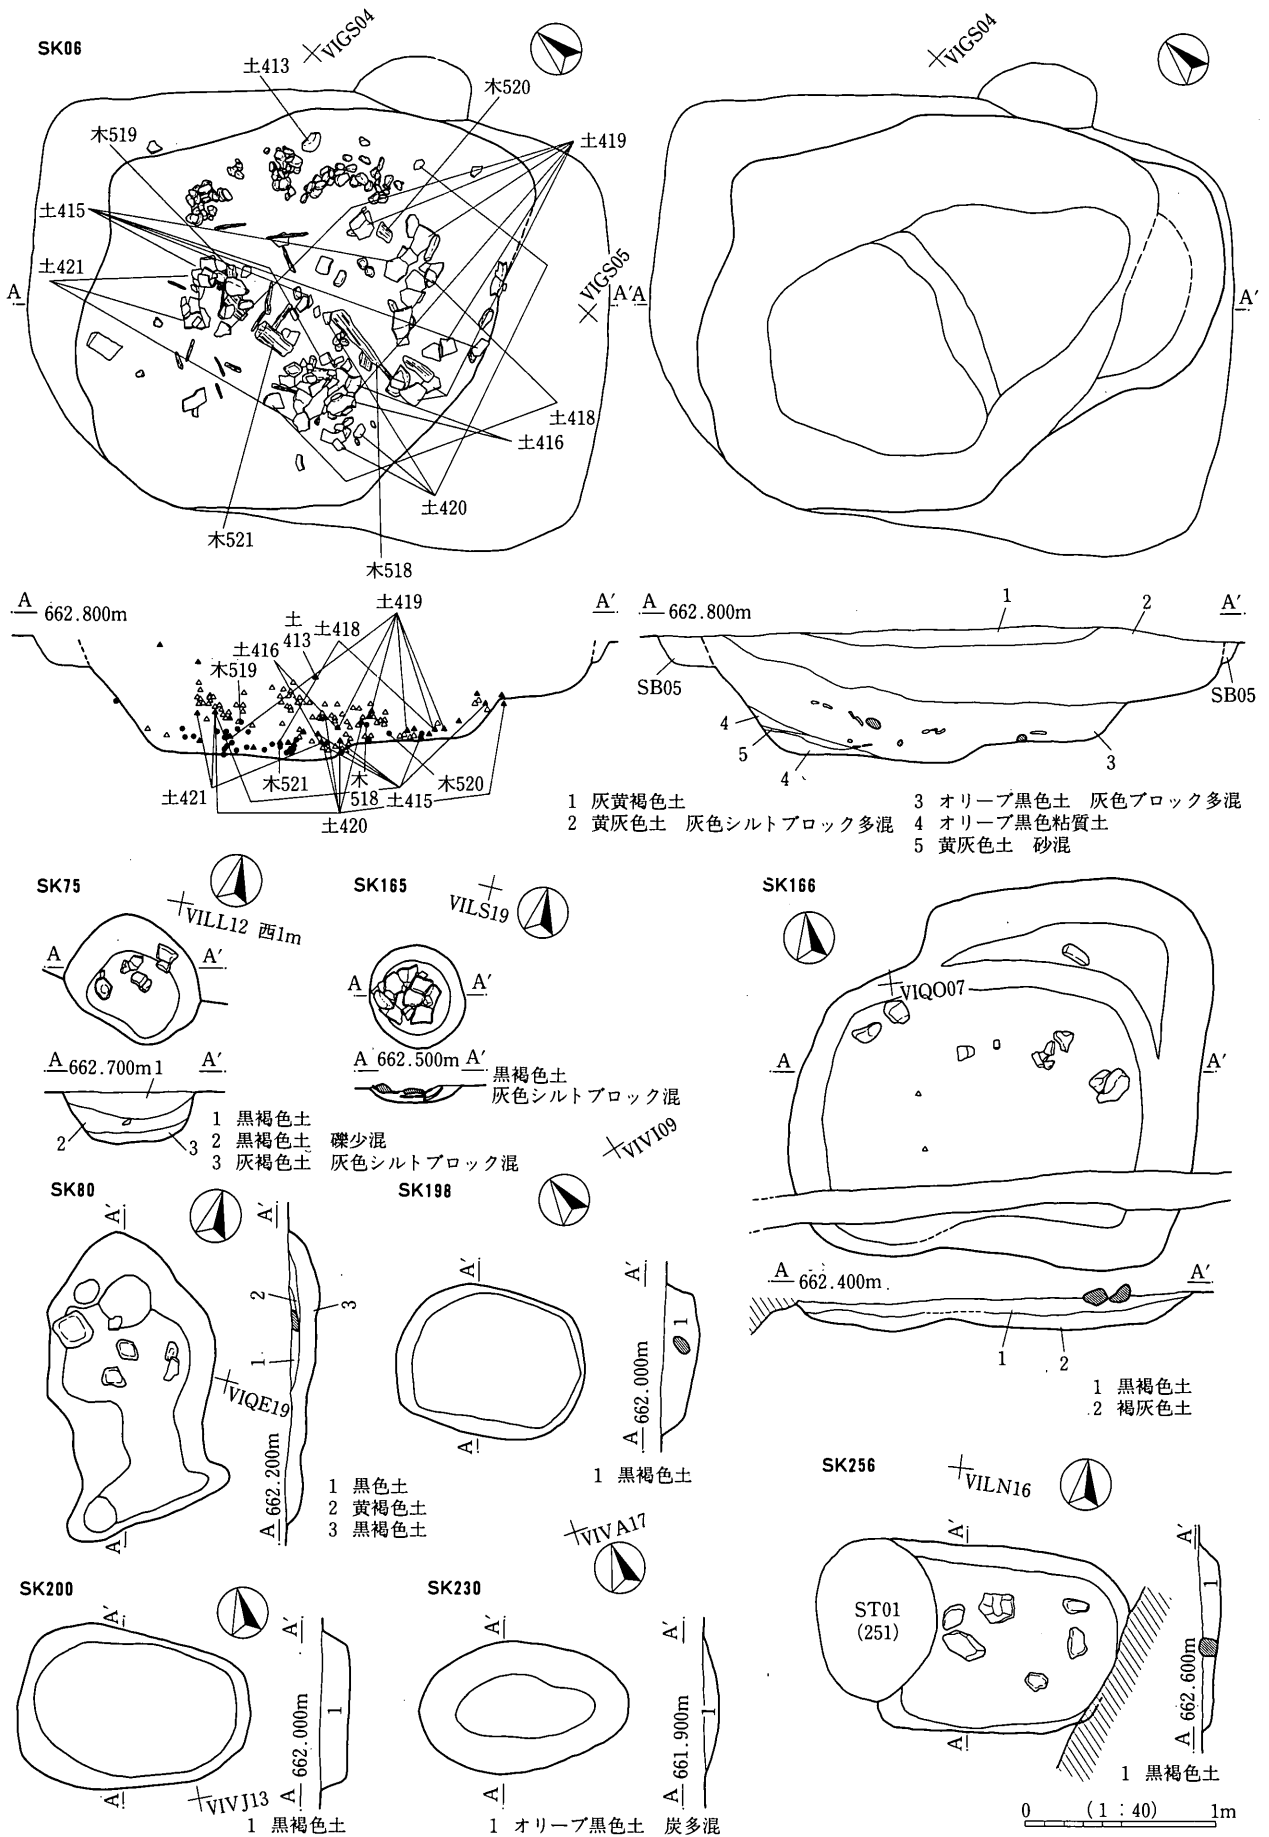 SK06
VIGS04
土413
木520
木519
土419
土415
土421
A
A′
VIGS05
土418
土416
土420
木521
木518
VIGS04
A
A′
A 662.800m
A′
土419
土413
土418
土416
木519
土421
木521
木518
土415
木520
土420
A 662.800m
A′
1
2
SB05
SB05
4
5
4
3
1 灰黄褐色土
2 黄灰色土 灰色シルトブロック多混
3 オリーブ黒色土 灰色ブロック多混
4 オリーブ黒色粘質土
5 黄灰色土 砂混
SK75
VILL12 西1m
A
A′
A 662.700m 1
A′
2
3
1 黒褐色土
2 黒褐色土 礫少混
3 灰褐色土 灰色シルトブロック混
SK165
VILS19
A
A′
A 662.500m A′
黒褐色土
灰色シルトブロック混
SK166
VIQO07
A
A′
A 662.400m
A′
1
2
1 黒褐色土
2 褐灰色土
SK80
A′
A
VIQE19
A′
2
3
1
A 662.200m
1 黒色土
2 黄褐色土
3 黒褐色土
SK198
VIVI09
A′
A
A′
1
A 662.000m
1 黒褐色土
SK256
VILN16
A′
A
ST01
(251)
A′
1
A 662.600m
1 黒褐色土
SK200
A′
A
VIVJ13
A′
1
A 662.000m
1 黒褐色土
SK230
VIVA17
A′
A
A′
1
A 661.900m
1 オリーブ黒色土 炭多混
0 (1:40) 1m